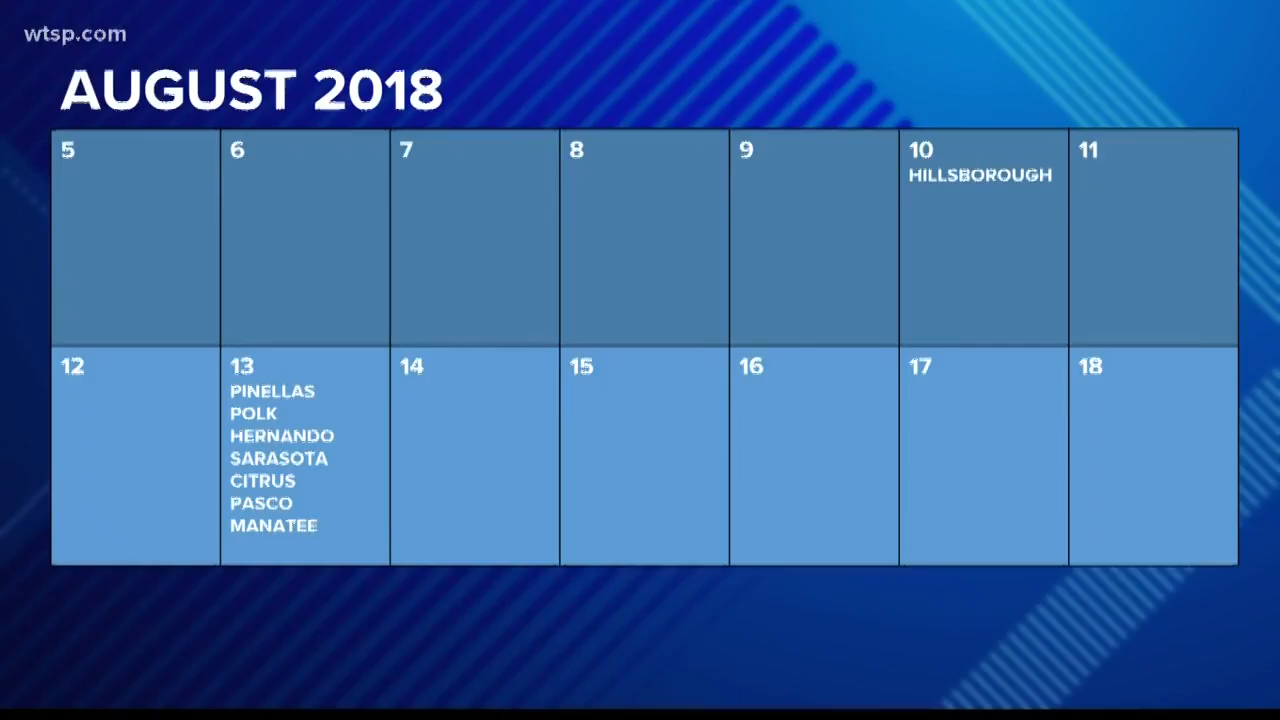 wtsp.com
AUGUST 2018
5 6 7 8 9 10 11
HILLSBOROUGH
12 13 14 15 16 17 18
PINELLAS
POLK
HERNANDO
SARASOTA
CITRUS
PASCO
MANATEE